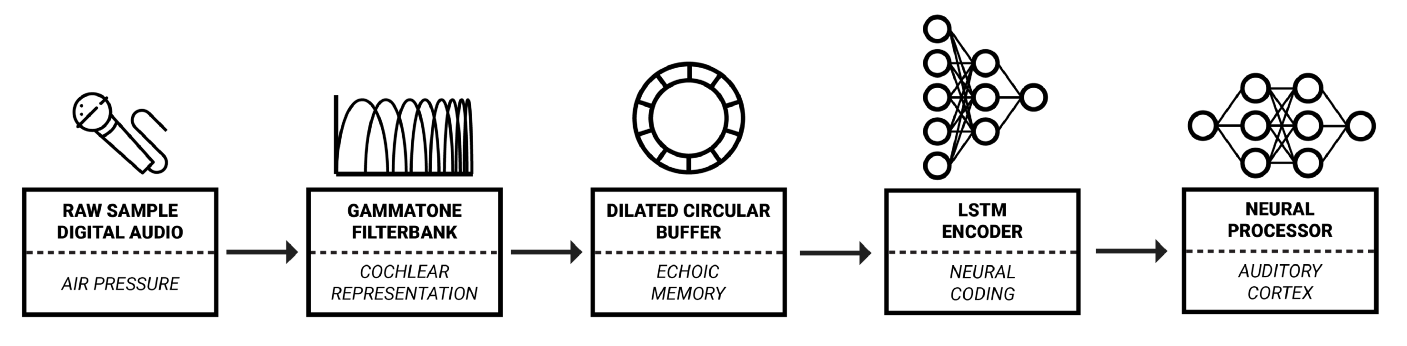 RAW SAMPLE
DIGITAL AUDIO
AIR PRESSURE
GAMMATONE
FILTERBANK
COCHLEAR
REPRESENTATION
DILATED CIRCULAR
BUFFER
ECHOIC
MEMORY
LSTM
ENCODER
NEURAL
CODING
NEURAL
PROCESSOR
AUDITORY
CORTEX